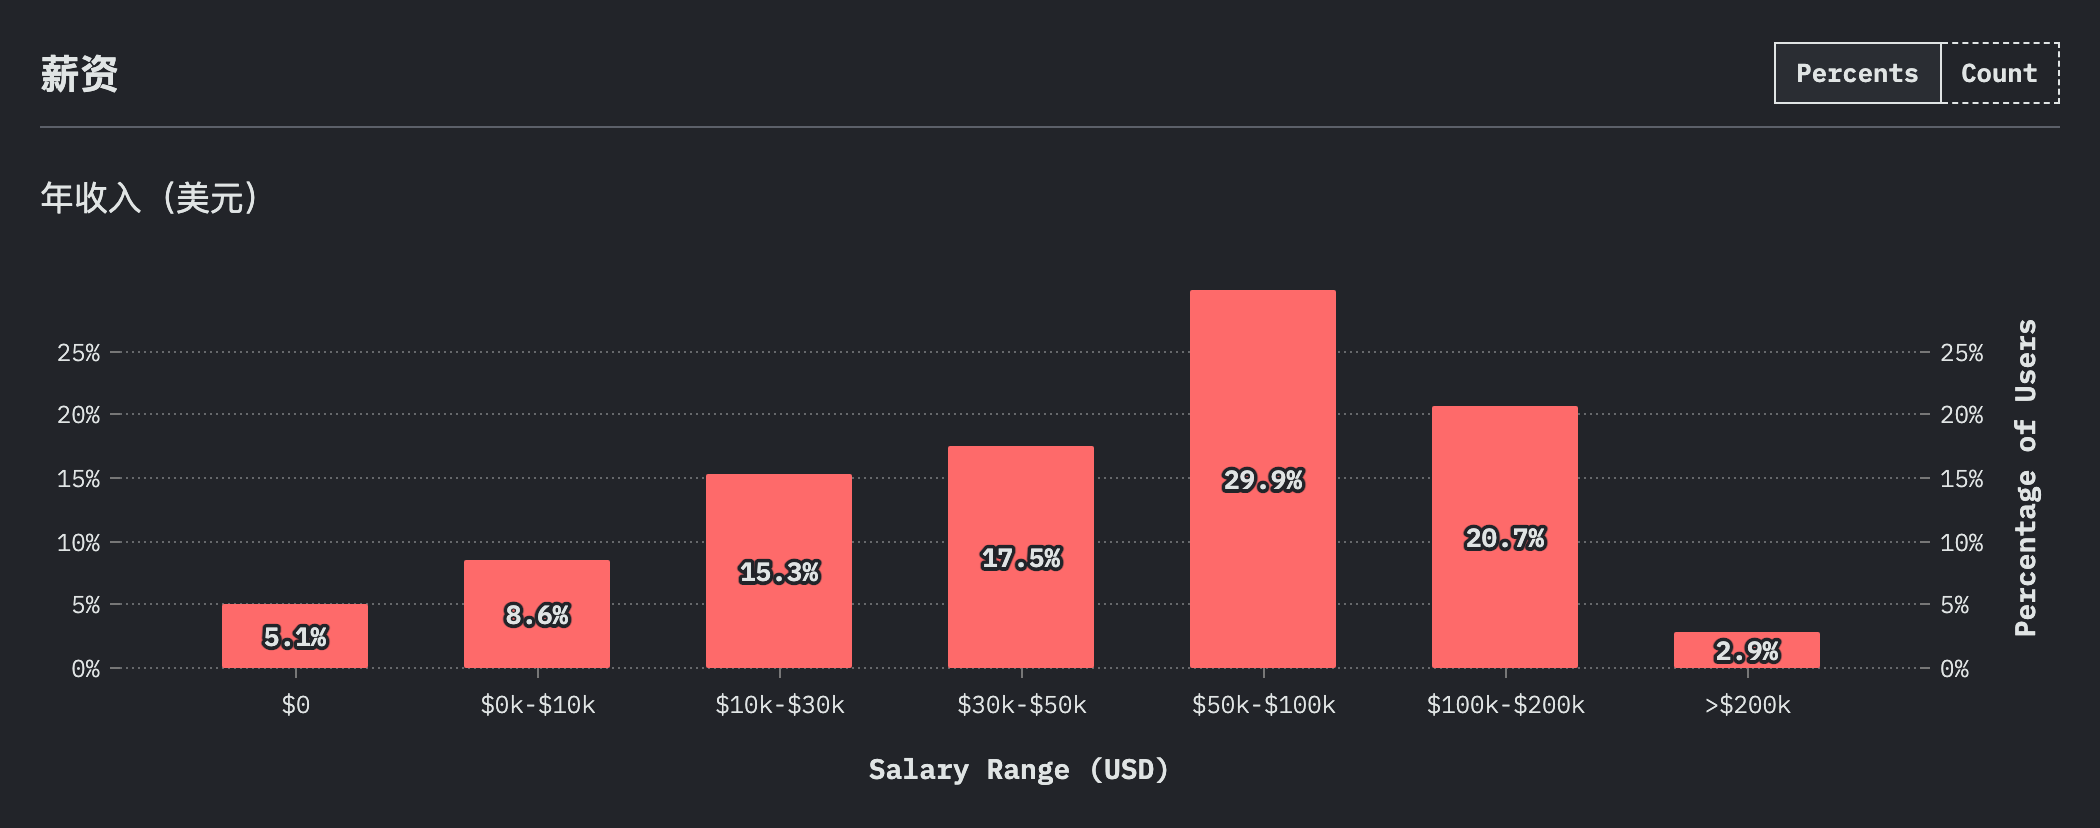 薪资
Percents Count
年收入（美元）
25% 25%
20% 20%
15% 15%
10% 10%
5% 5%
0% 0%
5.1% 8.6% 15.3% 17.5% 29.9% 20.7% 2.9%
$0 $0k-$10k $10k-$30k $30k-$50k $50k-$100k $100k-$200k >$200k
Salary Range (USD)
Percentage of Users